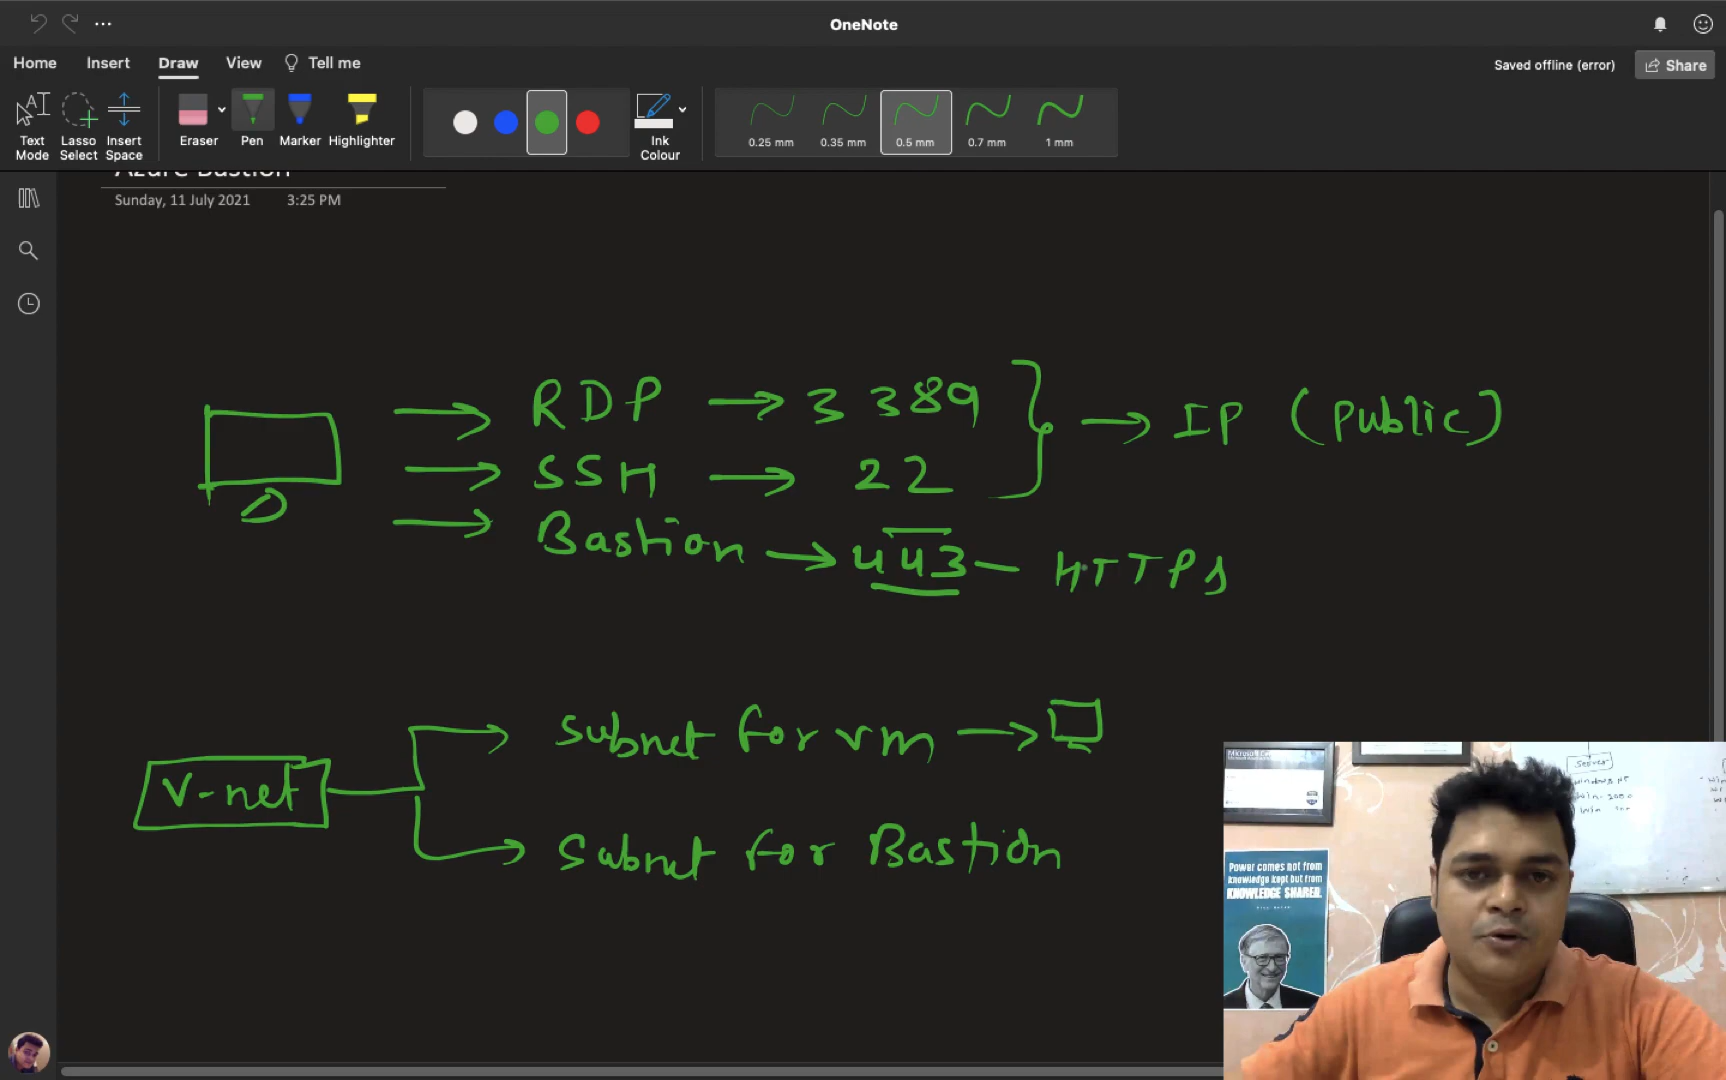 OneNote
Home Insert Draw View Tell me
Saved offline (error) Share
Text Mode
Lasso Select
Insert Space
Eraser
Pen
Marker
Highlighter
Ink Colour
0.25 mm 0.35 mm 0.5 mm 0.7 mm 1 mm
Azure Bastion
Sunday, 11 July 2021 3:25 PM
RDP → 3389 } → IP (Public)
SSH → 22
Bastion → 443 — HTTPS
V-net
Subnet for vm →
Subnet for Bastion
Server
Power comes not from
knowledge kept but from
KNOWLEDGE SHARED.